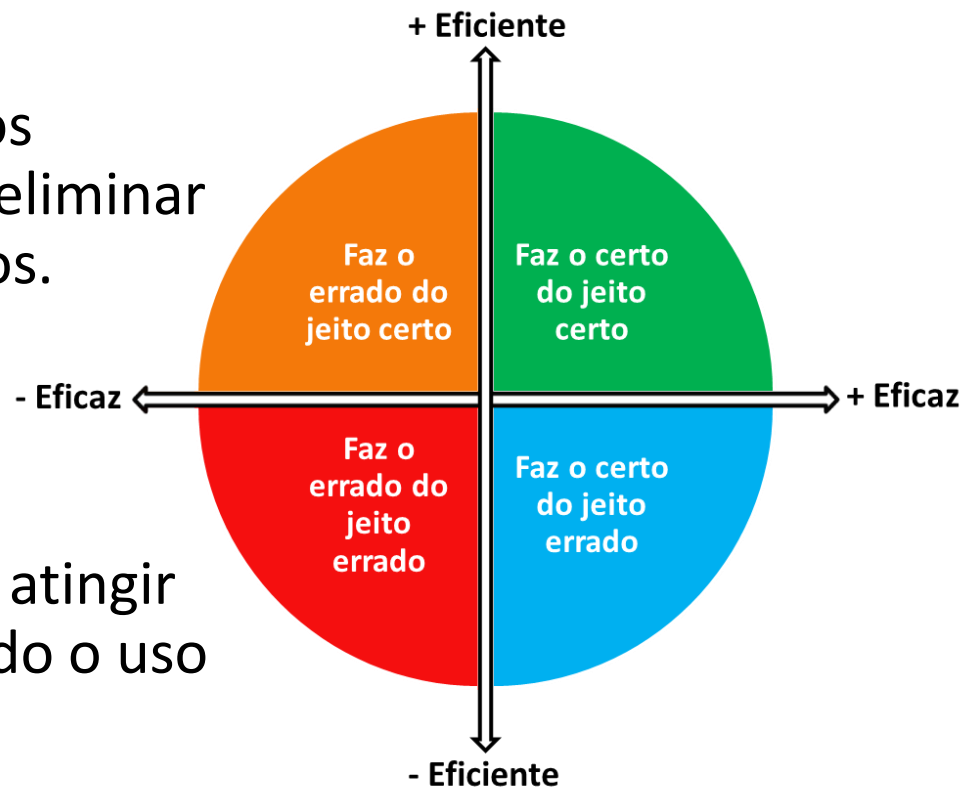 + Eficiente
os
eliminar
os.
Faz o
errado do
jeito certo
Faz o certo
do jeito
certo
- Eficaz
+ Eficaz
Faz o
errado do
jeito
errado
Faz o certo
do jeito
errado
atingir
do o uso
- Eficiente